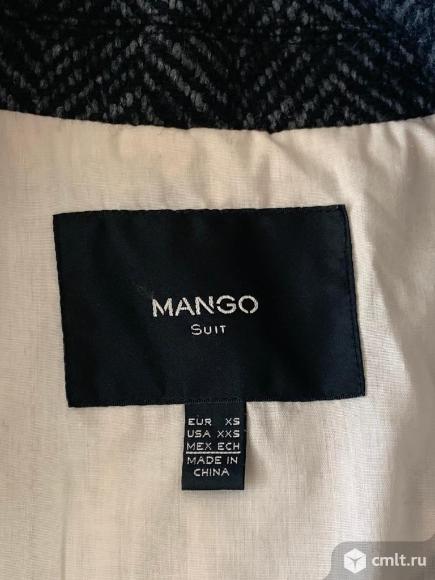 MANGO
SUIT
EUR XS
USA XXS
MEX ECH
MADE IN
CHINA
cmlt.ru